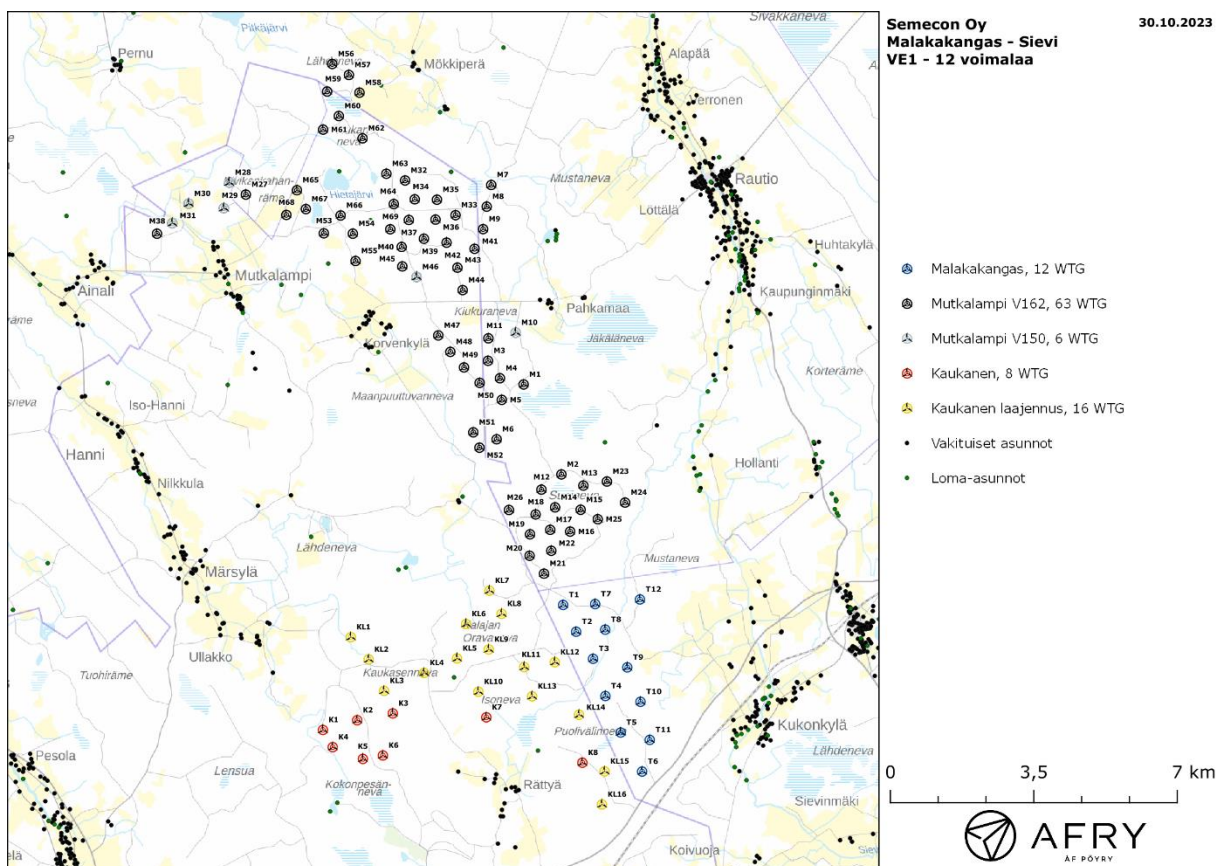 Semecon Oy
Malakakangas - Sievi
VE1 - 12 voimalaa
30.10.2023
Malakakangas, 12 WTG
Mutkalampi V162, 63 WTG
Mutkalampi V150, 6 WTG
Kaukanen, 8 WTG
Kaukanen laajennus, 16 WTG
Vakituiset asunnot
Loma-asunnot
0 3,5 7 km
AFRY
ÅF PÖYRY
Pitkäjärvi
Sivakkaneva
Pernu
M56
Lähdeneva
M57
Mökkiperä
Alapää
M59
M58
M60
M61
M62
M63
M32
M28
M27
M65
M7
Mustaneva
Rautio
M30
M29
Hietajärvi
M64
M34
M35
M8
Löttälä
M31
M68
M67
M66
M69
M33
M38
M53
M54
M36
M9
M37
M40
M39
M42
M41
Huhtakylä
M55
M45
M46
M43
Mutkalampi
M44
Ainali
Kaupunginmäki
Kiukuraneva
Pahkamaa
M47
M11
M10
Jäkäläneva
Korvenkylä
M48
M3
M49
M4
M1
Korteräme
Maanpuuttuvanneva
M50
M5
Iso-Hanni
M51
M6
Hanni
M52
Hollanti
Nilkkula
M2
M13
M23
M12
M26
M18
M14
M15
M24
M17
M25
M19
M16
Lähdeneva
M20
M22
Mustaneva
Märsylä
M21
KL7
T1
T7
T12
KL8
KL6
T2
T8
KL1
KL9
Ullakko
KL2
KL5
KL11
KL12
T3
T9
Tuohiräme
Kaukasenneva
KL4
KL3
KL10
Isoneva
KL13
T4
T10
K1
K2
K3
K7
KL14
Kukonkylä
K4
T5
T11
Pesola
K5
K6
K8
KL15
T6
Lähdeneva
Lensua
Rättyä
KL16
Sievinmäki
Koivuoja